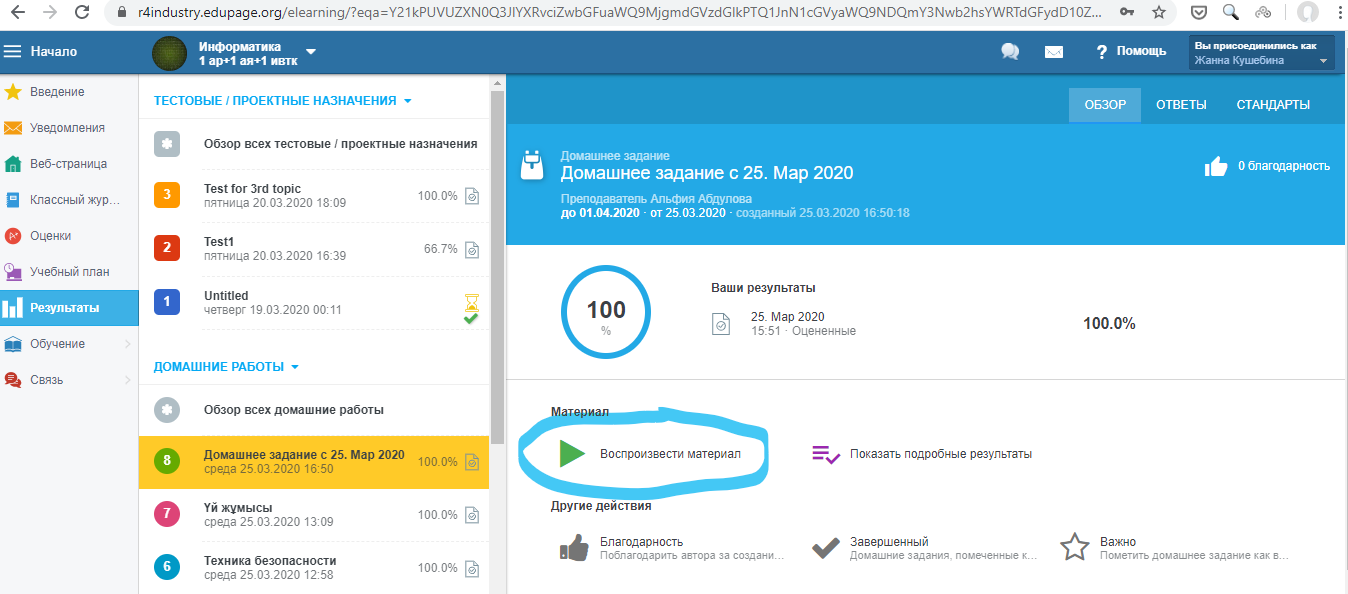 r4industry.edupage.org/elearning/?eqa=Y21kPUVUZXN0Q3JlYXRvciZwbGFuaWQ9MjgmdGVzdGlkPTQ1JnN1cGVyaWQ9NDQmY3Nwb2hsYWRTdGFydD10Z...
Начало
Информатика
1 ар+1 ая+1 ивтк
Помощь
Вы присоединились как
Жанна Кушебина
Введение
Уведомления
Веб-страница
Классный жур...
Оценки
Учебный план
Результаты
Обучение
Связь
ТЕСТОВЫЕ / ПРОЕКТНЫЕ НАЗНАЧЕНИЯ
Обзор всех тестовые / проектные назначения
3
Test for 3rd topic
пятница 20.03.2020 18:09
100.0%
2
Test1
пятница 20.03.2020 16:39
66.7%
1
Untitled
четверг 19.03.2020 00:11
ДОМАШНИЕ РАБОТЫ
Обзор всех домашние работы
8
Домашнее задание с 25. Мар 2020
среда 25.03.2020 16:50
100.0%
7
Үй жұмысы
среда 25.03.2020 13:09
100.0%
6
Техника безопасности
среда 25.03.2020 12:58
100.0%
ОБЗОР
ОТВЕТЫ
СТАНДАРТЫ
Домашнее задание
Домашнее задание с 25. Мар 2020
Преподаватель Альфия Абдулова
до 01.04.2020 · от 25.03.2020 · созданный 25.03.2020 16:50:18
0 благодарность
100
%
Ваши результаты
25. Мар 2020
15:51 · Оцененные
100.0%
Материал
Воспроизвести материал
Показать подробные результаты
Другие действия
Благодарность
Поблагодарить автора за создани...
Завершенный
Домашние задания, помеченные к...
Важно
Пометить домашнее задание как в...